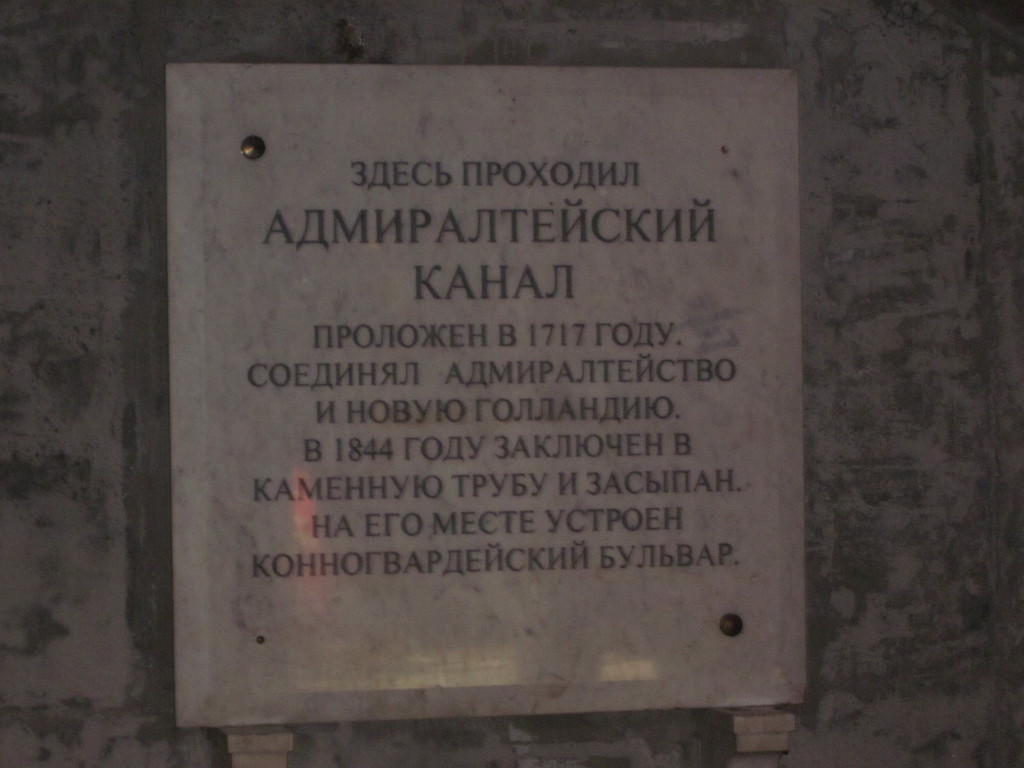 ЗДЕСЬ ПРОХОДИЛ
АДМИРАЛТЕЙСКИЙ
КАНАЛ
ПРОЛОЖЕН В 1717 ГОДУ.
СОЕДИНЯЛ АДМИРАЛТЕЙСТВО
И НОВУЮ ГОЛЛАНДИЮ.
В 1844 ГОДУ ЗАКЛЮЧЕН В
КАМЕННУЮ ТРУБУ И ЗАСЫПАН.
НА ЕГО МЕСТЕ УСТРОЕН
КОННОГВАРДЕЙСКИЙ БУЛЬВАР.